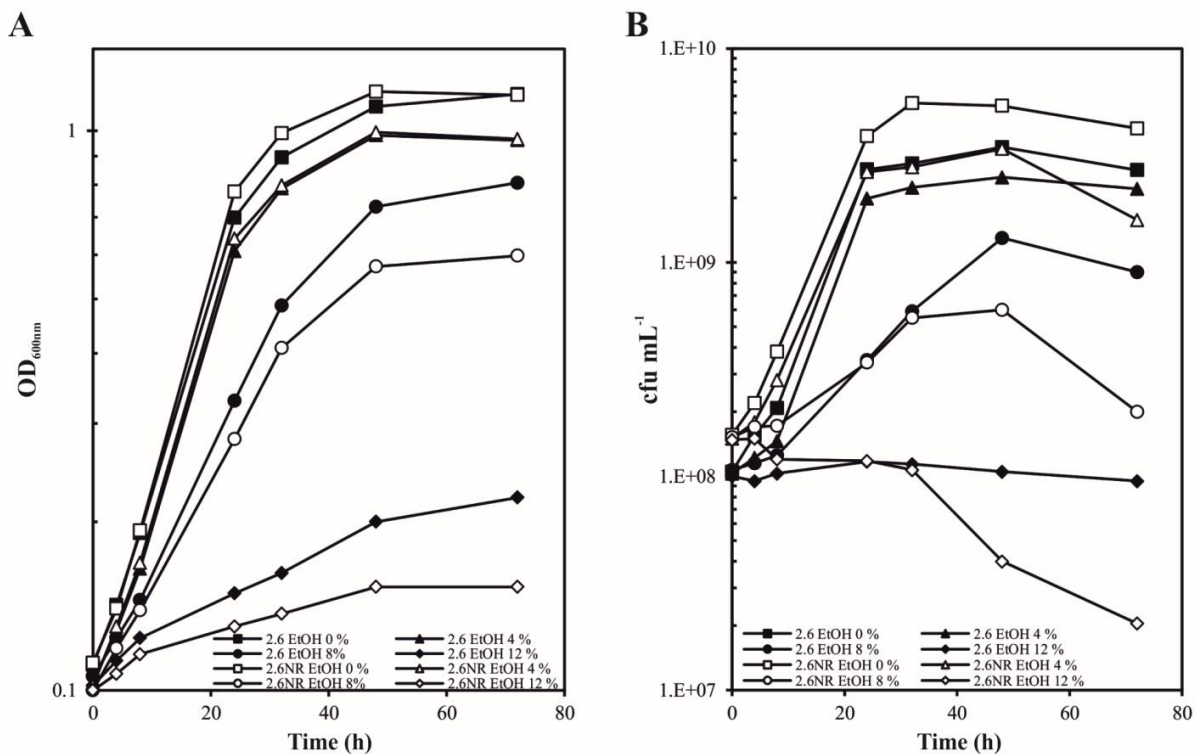 A
1
0.1
OD600nm
0
20
40
60
80
Time (h)
2.6 EtOH 0 %
2.6 EtOH 4 %
2.6 EtOH 8%
2.6 EtOH 12 %
2.6NR EtOH 0 %
2.6NR EtOH 4 %
2.6NR EtOH 8%
2.6NR EtOH 12 %
B
1.E+10
1.E+09
1.E+08
1.E+07
cfu mL-1
0
20
40
60
80
Time (h)
2.6 EtOH 0 %
2.6 EtOH 4 %
2.6 EtOH 8 %
2.6 EtOH 12 %
2.6NR EtOH 0 %
2.6NR EtOH 4 %
2.6NR EtOH 8 %
2.6NR EtOH 12 %